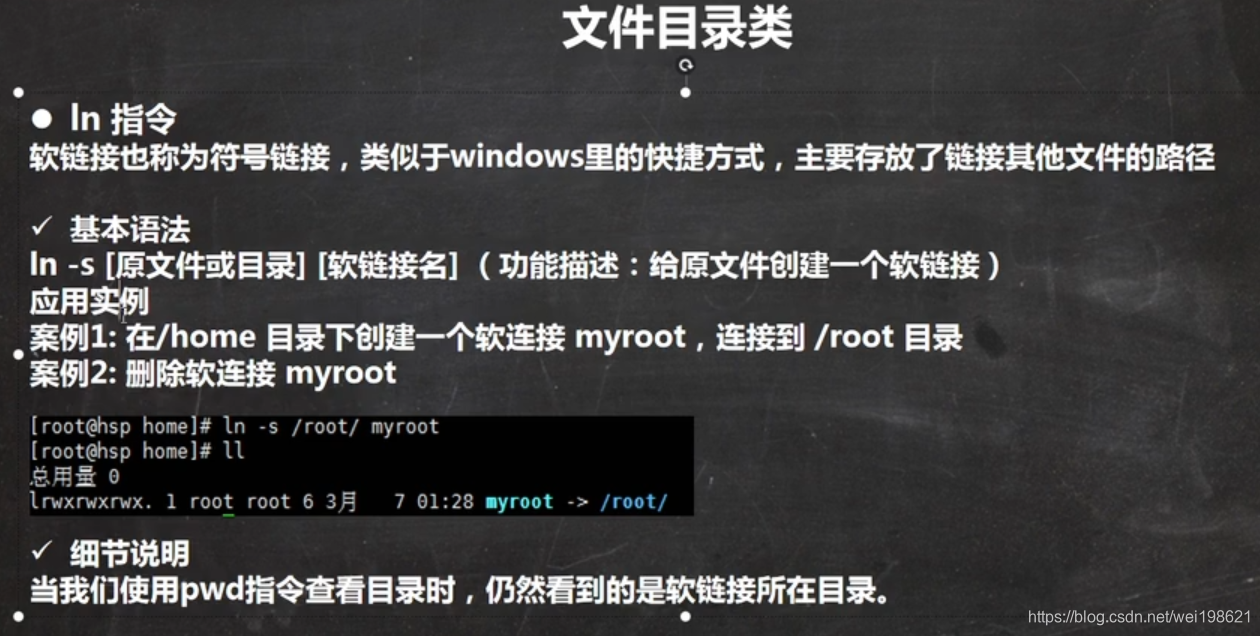 文件目录类
● ln 指令
软链接也称为符号链接，类似于windows里的快捷方式，主要存放了链接其他文件的路径
✓ 基本语法
ln -s [原文件或目录] [软链接名] （功能描述：给原文件创建一个软链接）
应用实例
案例1: 在/home 目录下创建一个软连接 myroot，连接到 /root 目录
案例2: 删除软连接 myroot
[root@hsp home]# ln -s /root/ myroot
[root@hsp home]# ll
总用量 0
lrwxrwxrwx. 1 root root 6 3月 7 01:28 myroot -> /root/
✓ 细节说明
当我们使用pwd指令查看目录时，仍然看到的是软链接所在目录。
https://blog.csdn.net/wei198621